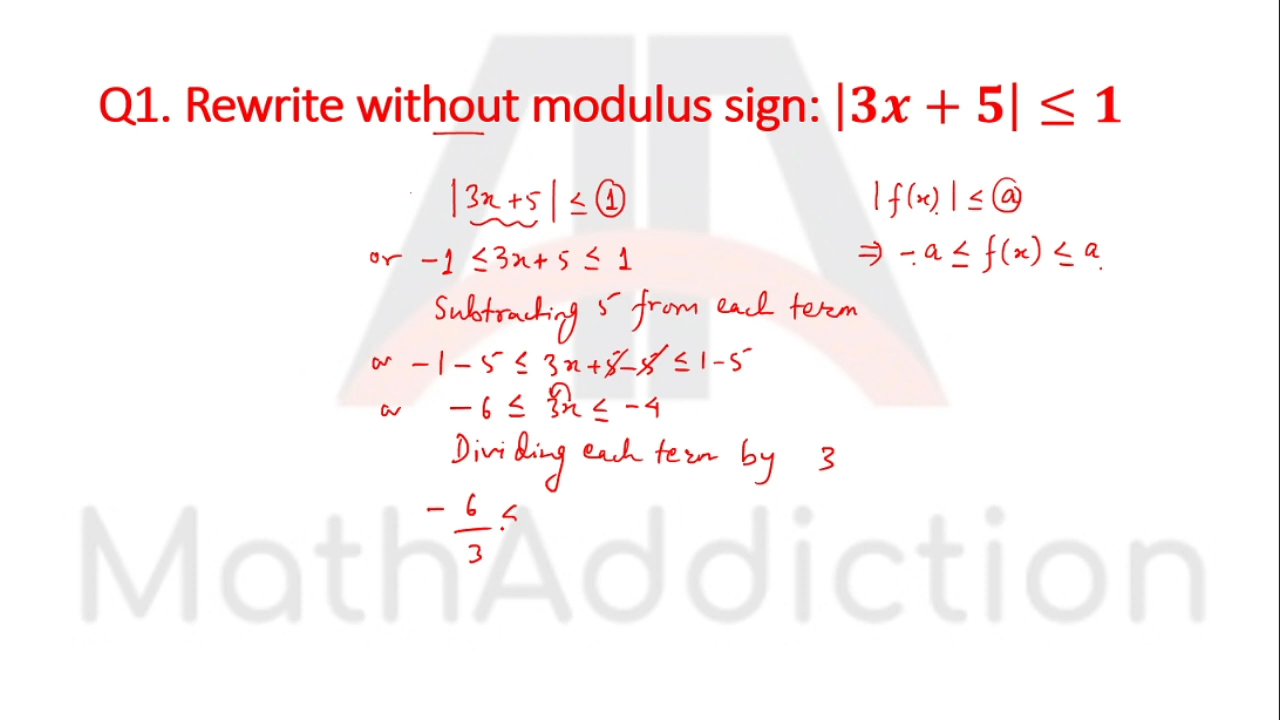 Q1. Rewrite without modulus sign: |3x + 5| ≤ 1
|3x+5| ≤ 1
|f(x)| ≤ a
or -1 ≤ 3x+5 ≤ 1
⇒ -a ≤ f(x) ≤ a
Subtracting 5 from each term
or -1-5 ≤ 3x+5-5 ≤ 1-5
or -6 ≤ 3x ≤ -4
Dividing each term by 3
-6/3 ≤
MathAddiction